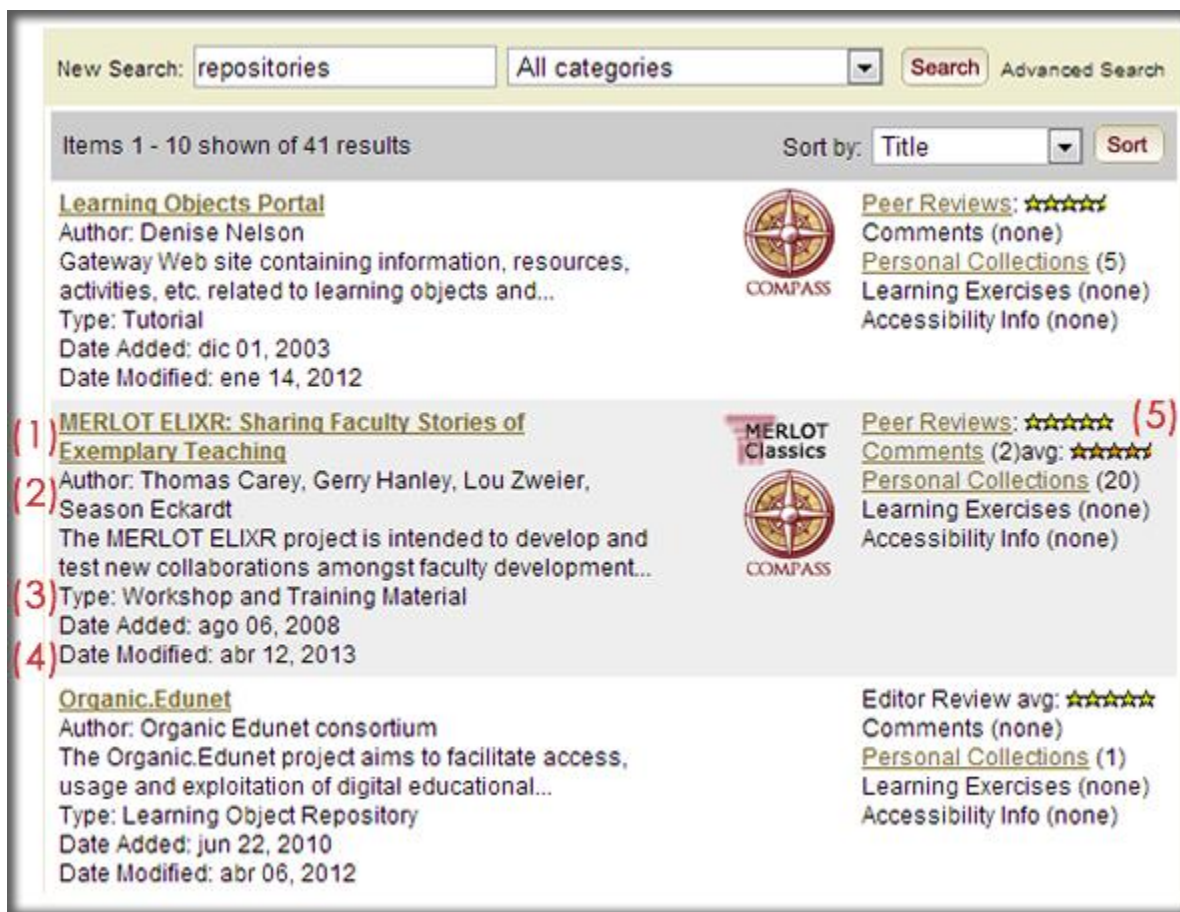 New Search: repositories All categories Search Advanced Search
Items 1 - 10 shown of 41 results Sort by: Title Sort
Learning Objects Portal
Author: Denise Nelson
Gateway Web site containing information, resources,
activities, etc. related to learning objects and...
Type: Tutorial
Date Added: dic 01, 2003
Date Modified: ene 14, 2012
COMPASS
Peer Reviews:
Comments (none)
Personal Collections (5)
Learning Exercises (none)
Accessibility Info (none)
(1) MERLOT ELIXR: Sharing Faculty Stories of
Exemplary Teaching
(2) Author: Thomas Carey, Gerry Hanley, Lou Zweier,
Season Eckardt
The MERLOT ELIXR project is intended to develop and
test new collaborations amongst faculty development...
(3) Type: Workshop and Training Material
Date Added: ago 06, 2008
(4) Date Modified: abr 12, 2013
MERLOT
Classics
COMPASS
Peer Reviews: (5)
Comments (2)avg:
Personal Collections (20)
Learning Exercises (none)
Accessibility Info (none)
Organic.Edunet
Author: Organic Edunet consortium
The Organic.Edunet project aims to facilitate access,
usage and exploitation of digital educational...
Type: Learning Object Repository
Date Added: jun 22, 2010
Date Modified: abr 06, 2012
Editor Review avg:
Comments (none)
Personal Collections (1)
Learning Exercises (none)
Accessibility Info (none)